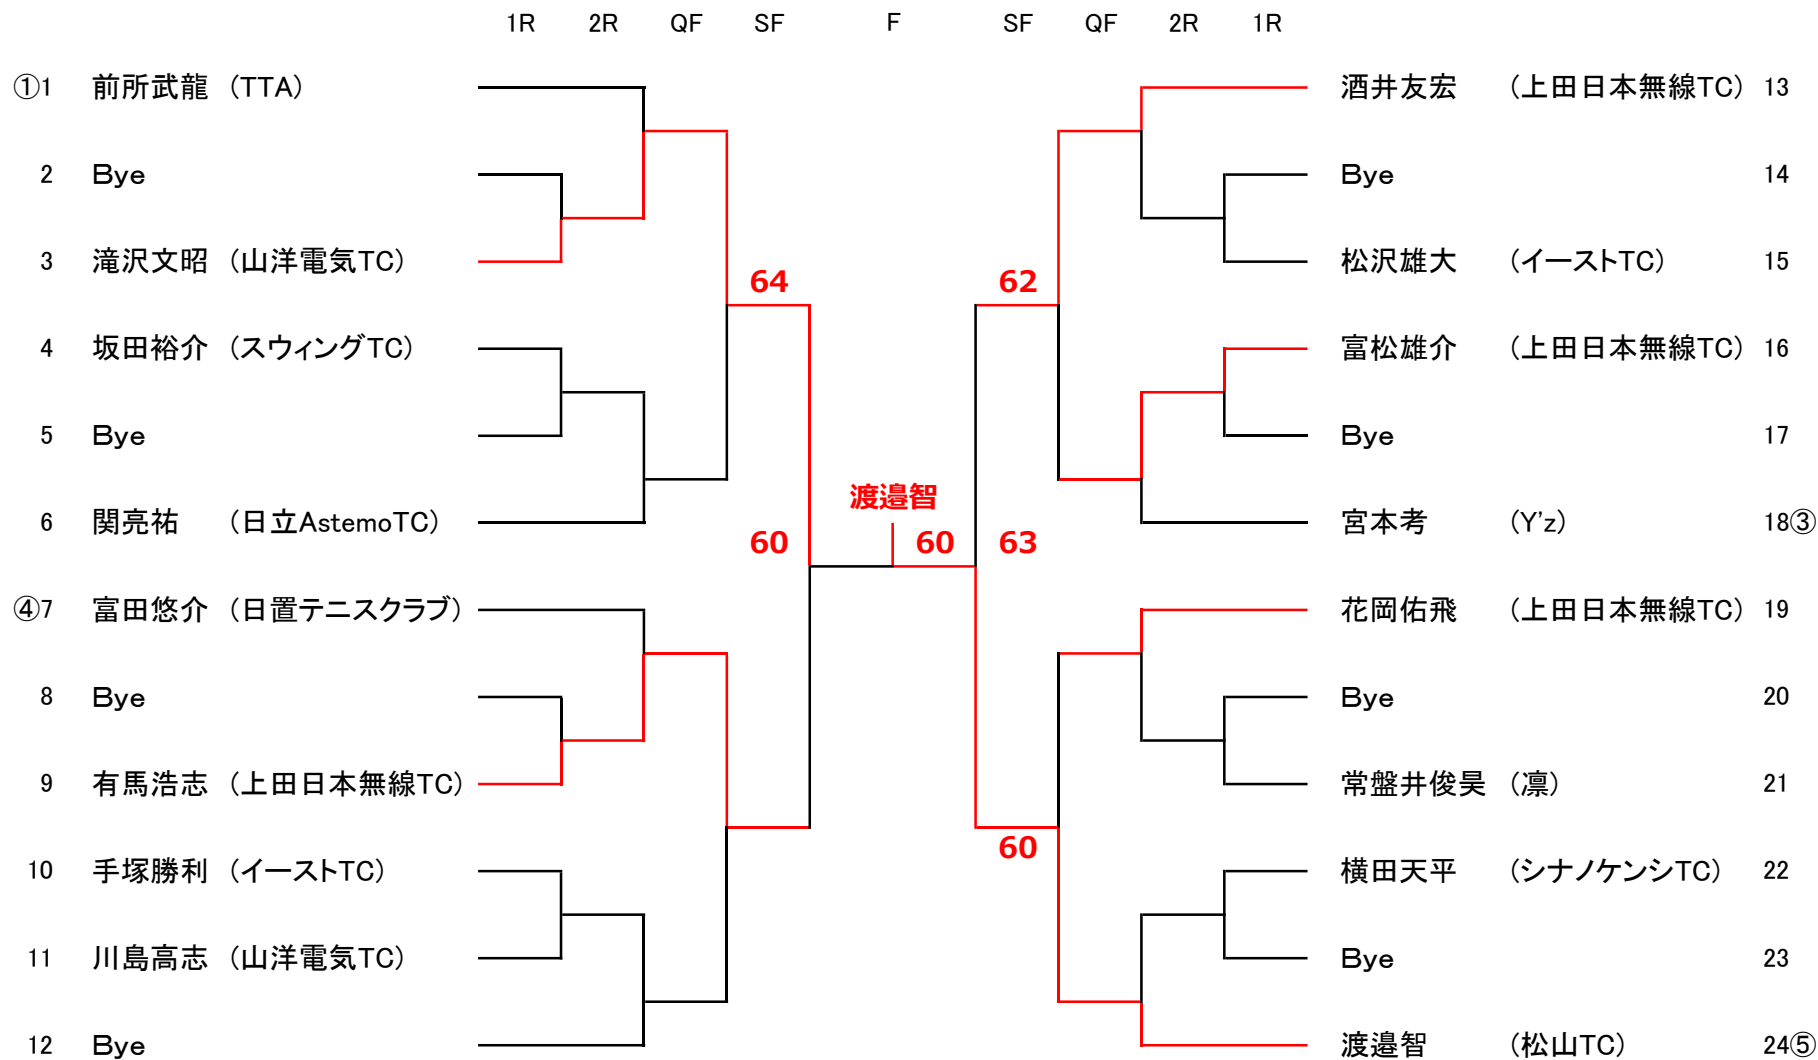 1R 2R QF SF F SF QF 2R 1R
①1 前所武龍 (TTA) 酒井友宏 (上田日本無線TC) 13
2 Bye Bye 14
3 滝沢文昭 (山洋電気TC) 松沢雄大 (イーストTC) 15
64 62
4 坂田裕介 (スウィングTC) 富松雄介 (上田日本無線TC) 16
5 Bye Bye 17
渡邉智
6 関亮祐 (日立AstemoTC) 宮本考 (Y'z) 18③
60 60 63
④7 富田悠介 (日置テニスクラブ) 花岡佑飛 (上田日本無線TC) 19
8 Bye Bye 20
9 有馬浩志 (上田日本無線TC) 常盤井俊昊 (凛) 21
60
10 手塚勝利 (イーストTC) 横田天平 (シナノケンシTC) 22
11 川島高志 (山洋電気TC) Bye 23
12 Bye 渡邉智 (松山TC) 24⑤